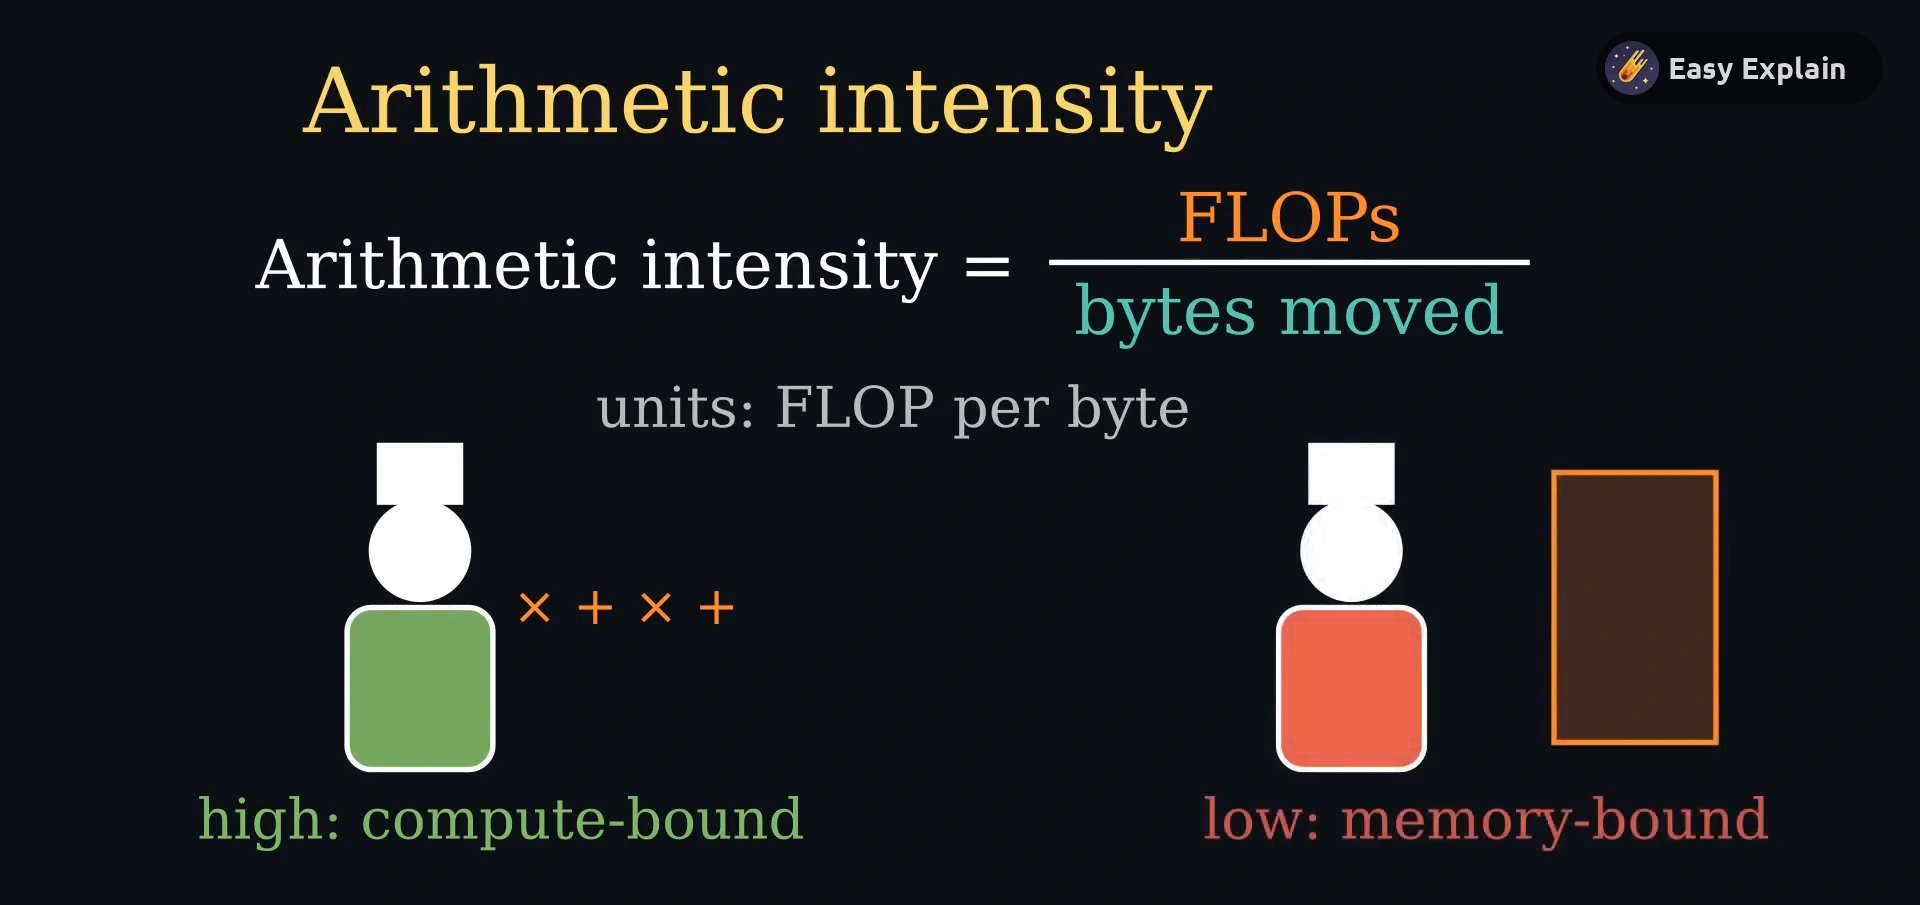 Easy Explain
Arithmetic intensity
Arithmetic intensity = FLOPs / bytes moved
units: FLOP per byte
× + × +
high: compute-bound
low: memory-bound